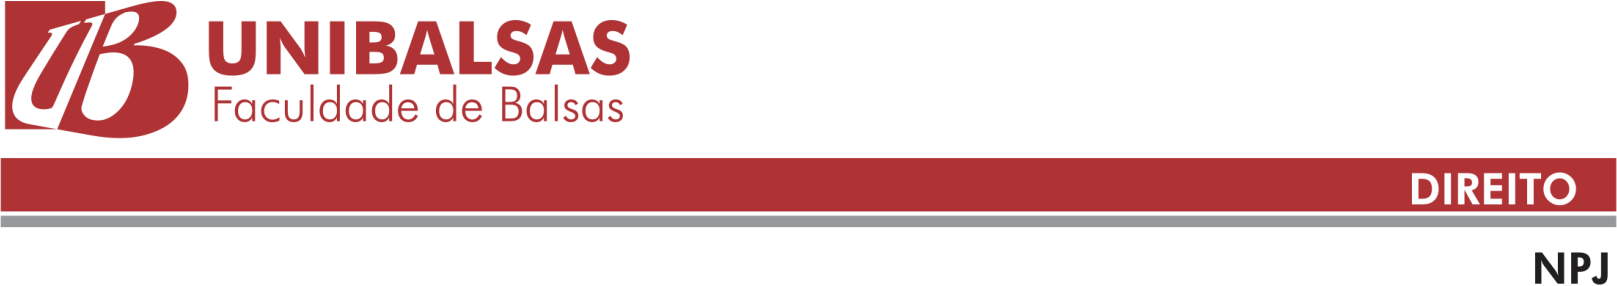 UB
UNIBALSAS
Faculdade de Balsas
DIREITO
NPJ